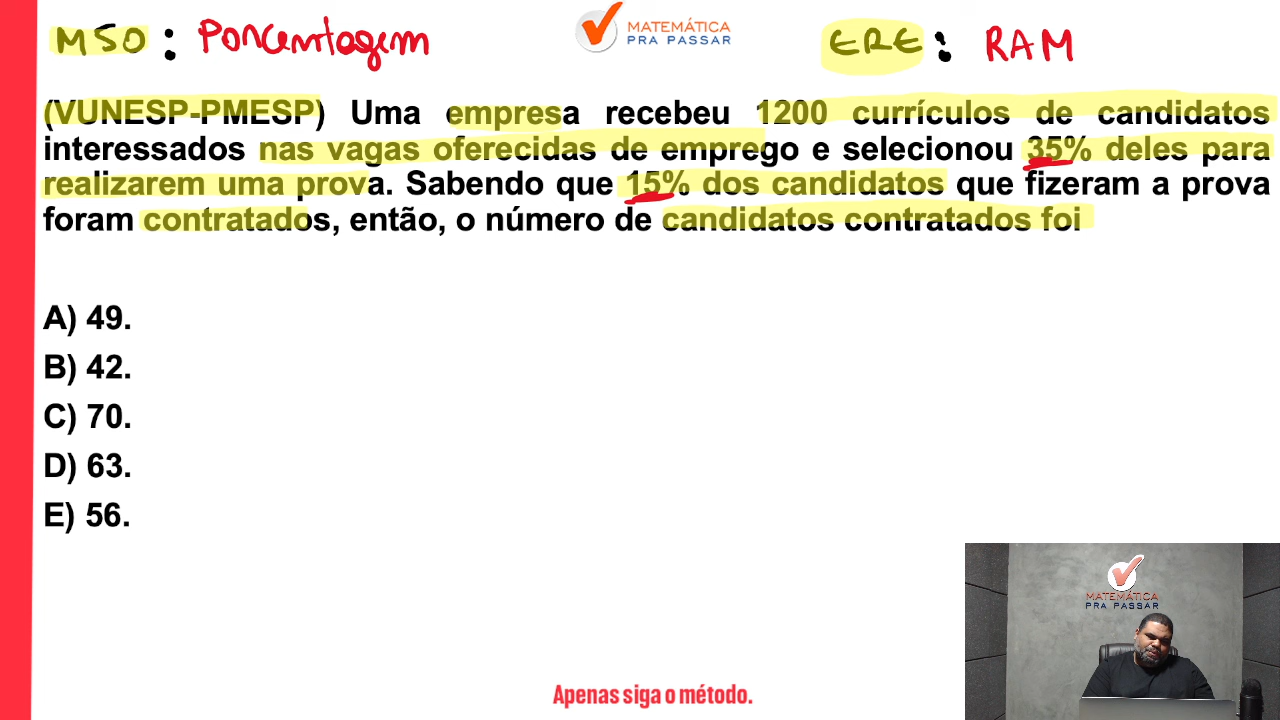 M50 : Porcentagem
MATEMÁTICA
PRA PASSAR
ERE : RAM
(VUNESP-PMESP) Uma empresa recebeu 1200 currículos de candidatos
interessados nas vagas oferecidas de emprego e selecionou 35% deles para
realizarem uma prova. Sabendo que 15% dos candidatos que fizeram a prova
foram contratados, então, o número de candidatos contratados foi
A) 49.
B) 42.
C) 70.
D) 63.
E) 56.
MATEMÁTICA
PRA PASSAR
Apenas siga o método.